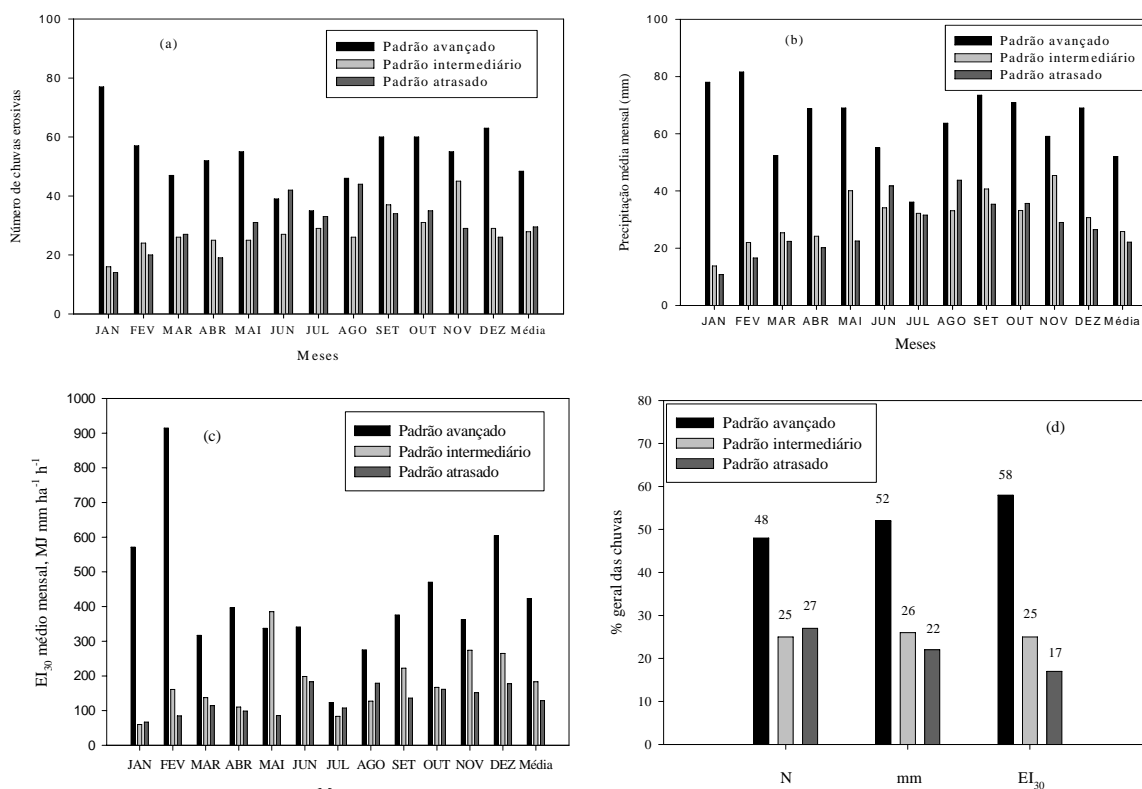 (a)
Padrão avançado
Padrão intermediário
Padrão atrasado
Número de chuvas erosivas
100
80
60
40
20
0
JAN FEV MAR ABR MAI JUN JUL AGO SET OUT NOV DEZ Média
Meses
(b)
Padrão avançado
Padrão intermediário
Padrão atrasado
Precipitação média mensal (mm)
100
80
60
40
20
0
JAN FEV MAR ABR MAI JUN JUL AGO SET OUT NOV DEZ Média
Meses
(c)
Padrão avançado
Padrão intermediário
Padrão atrasado
EI30 médio mensal, MJ mm ha-1 h-1
1000
900
800
700
600
500
400
300
200
100
0
JAN FEV MAR ABR MAI JUN JUL AGO SET OUT NOV DEZ Média
(d)
Padrão avançado
Padrão intermediário
Padrão atrasado
% geral das chuvas
80
70
60
50
40
30
20
10
0
48 25 27
52 26 22
58 25 17
N mm EI30